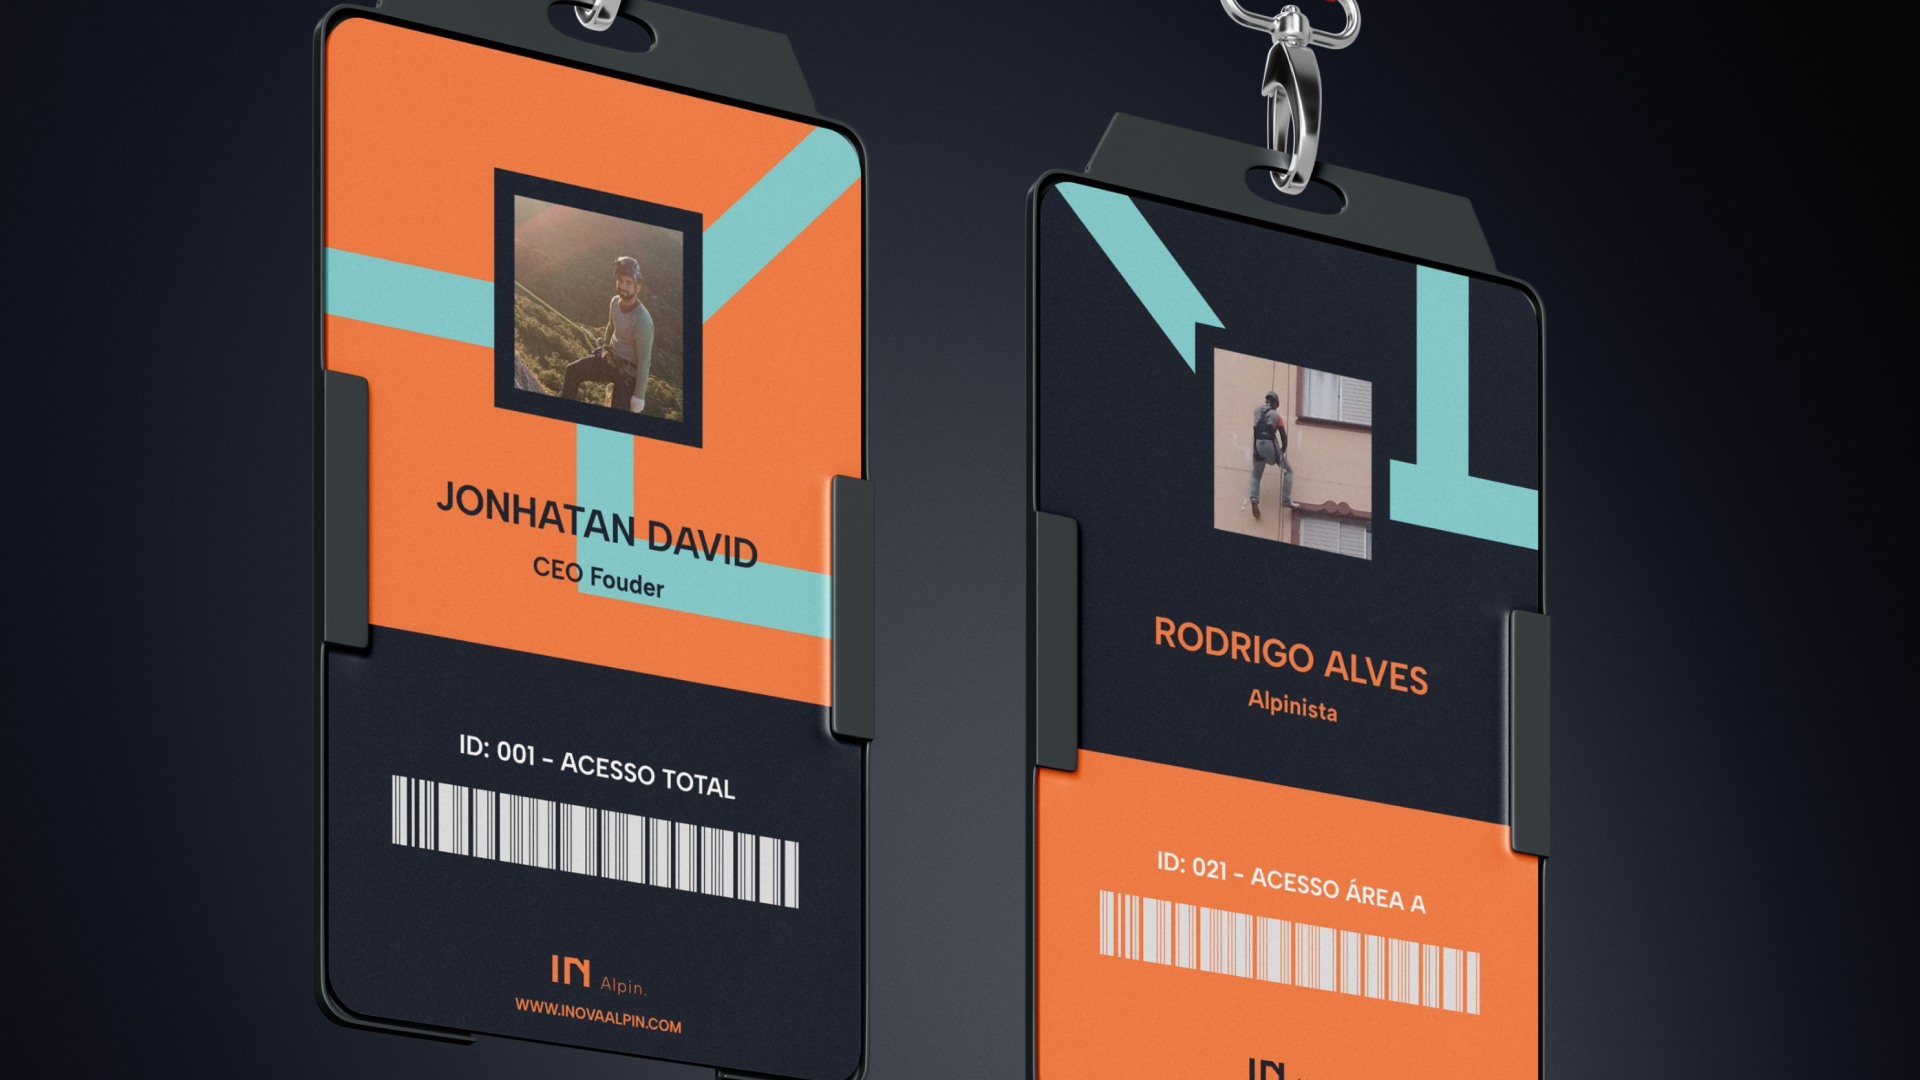 JONHATAN DAVID
CEO Fouder
ID: 001 - ACESSO TOTAL
IN Alpin.
WWW.INOVAALPIN.COM
RODRIGO ALVES
Alpinista
ID: 021 - ACESSO ÁREA A
IN